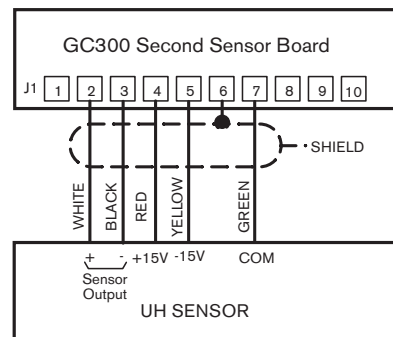 GC300 Second Sensor Board
J1 1 2 3 4 5 6 7 8 9 10
SHIELD
WHITE
BLACK
RED
YELLOW
GREEN
+ - +15V -15V COM
Sensor
Output
UH SENSOR